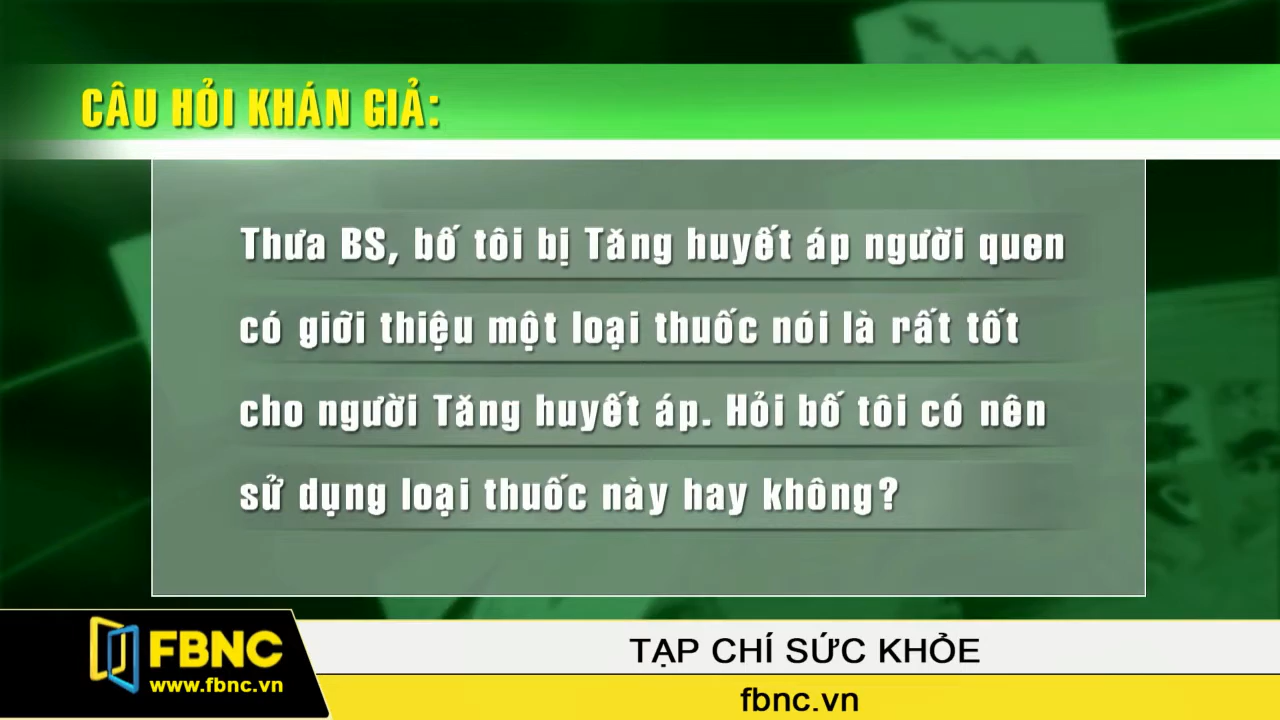 CÂU HỎI KHÁN GIẢ:
Thưa BS, bố tôi bị Tăng huyết áp người quen
có giới thiệu một loại thuốc nói là rất tốt
cho người Tăng huyết áp. Hỏi bố tôi có nên
sử dụng loại thuốc này hay không?
FBNC
www.fbnc.vn
TẠP CHÍ SỨC KHỎE
fbnc.vn